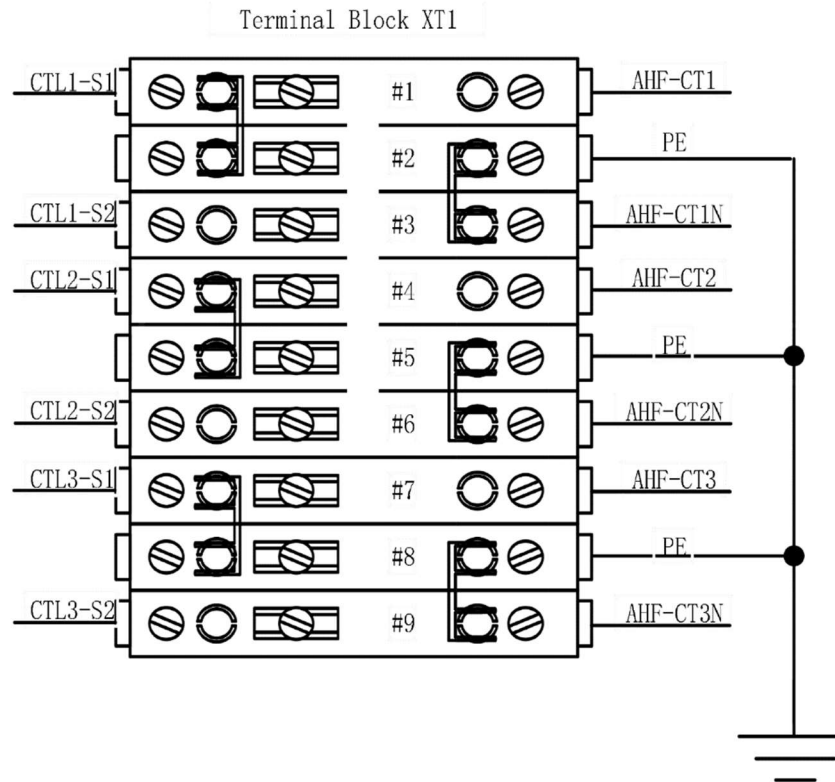 Terminal Block XT1
CTL1-S1 #1 AHF-CT1
#2 PE
CTL1-S2 #3 AHF-CT1N
CTL2-S1 #4 AHF-CT2
#5 PE
CTL2-S2 #6 AHF-CT2N
CTL3-S1 #7 AHF-CT3
#8 PE
CTL3-S2 #9 AHF-CT3N